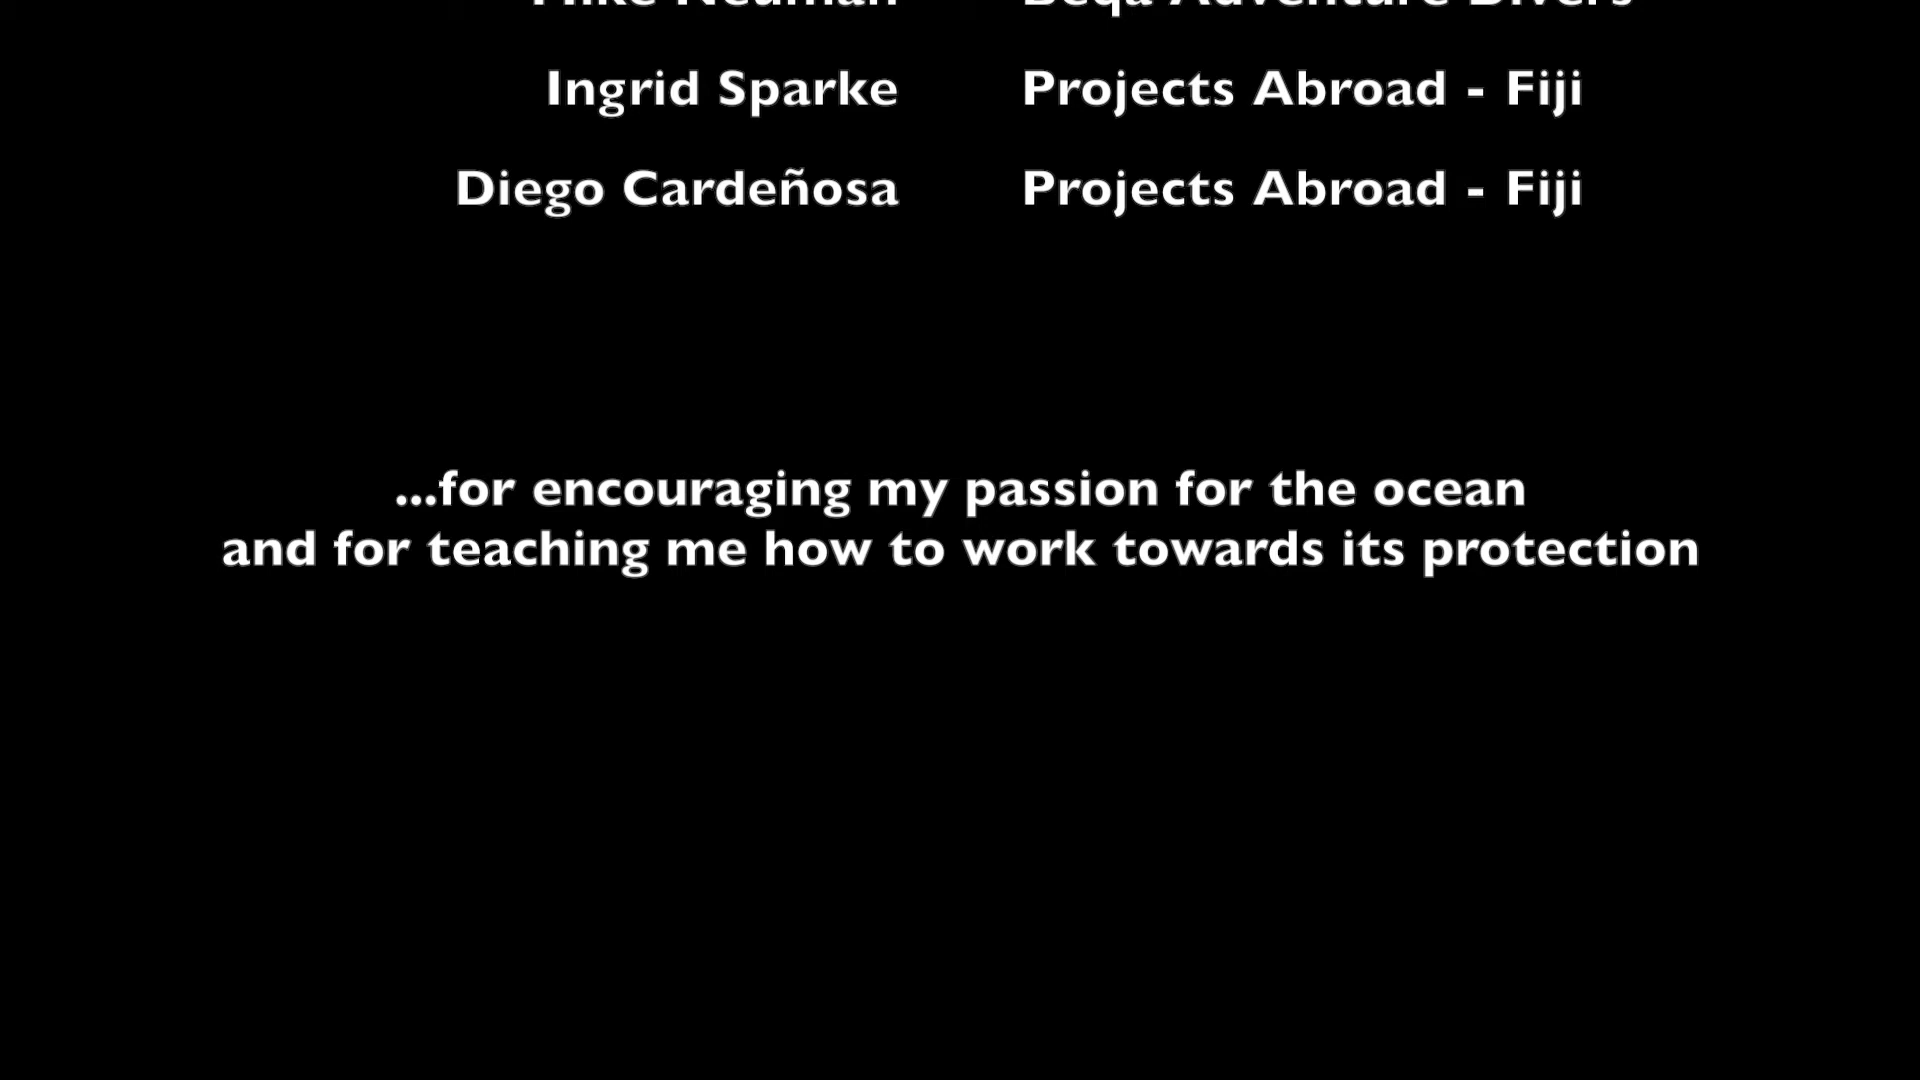 Mike Neuman Beqa Adventure Divers
Ingrid Sparke Projects Abroad - Fiji
Diego Cardeñosa Projects Abroad - Fiji
...for encouraging my passion for the ocean
and for teaching me how to work towards its protection